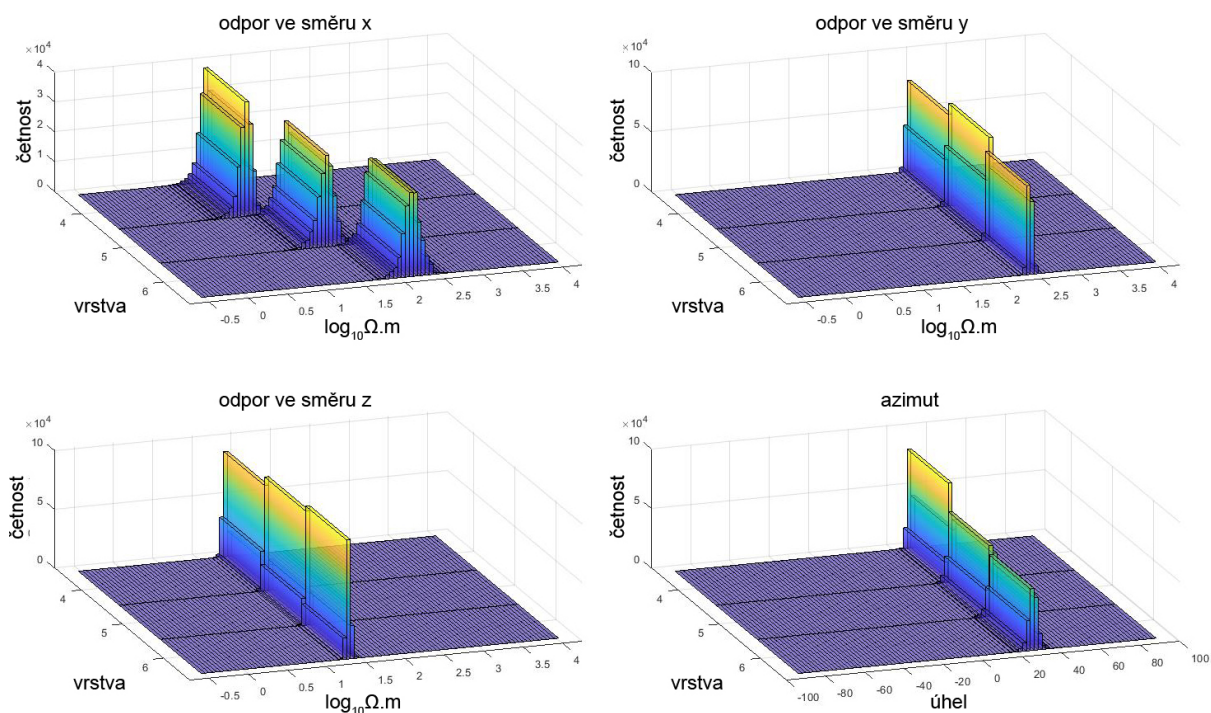 odpor ve směru x
×10⁴
4
3
2
1
0
četnost
4
5
6
vrstva
-0.5 0 0.5 1 1.5 2 2.5 3 3.5 4
log₁₀Ω.m
odpor ve směru y
×10⁴
10
5
0
četnost
4
5
6
vrstva
-0.5 0 0.5 1 1.5 2 2.5 3 3.5 4
log₁₀Ω.m
odpor ve směru z
×10⁴
10
5
0
četnost
4
5
6
vrstva
-0.5 0 0.5 1 1.5 2 2.5 3 3.5 4
log₁₀Ω.m
azimut
×10⁴
10
5
0
četnost
4
5
6
vrstva
-100 -80 -60 -40 -20 0 20 40 60 80 100
úhel